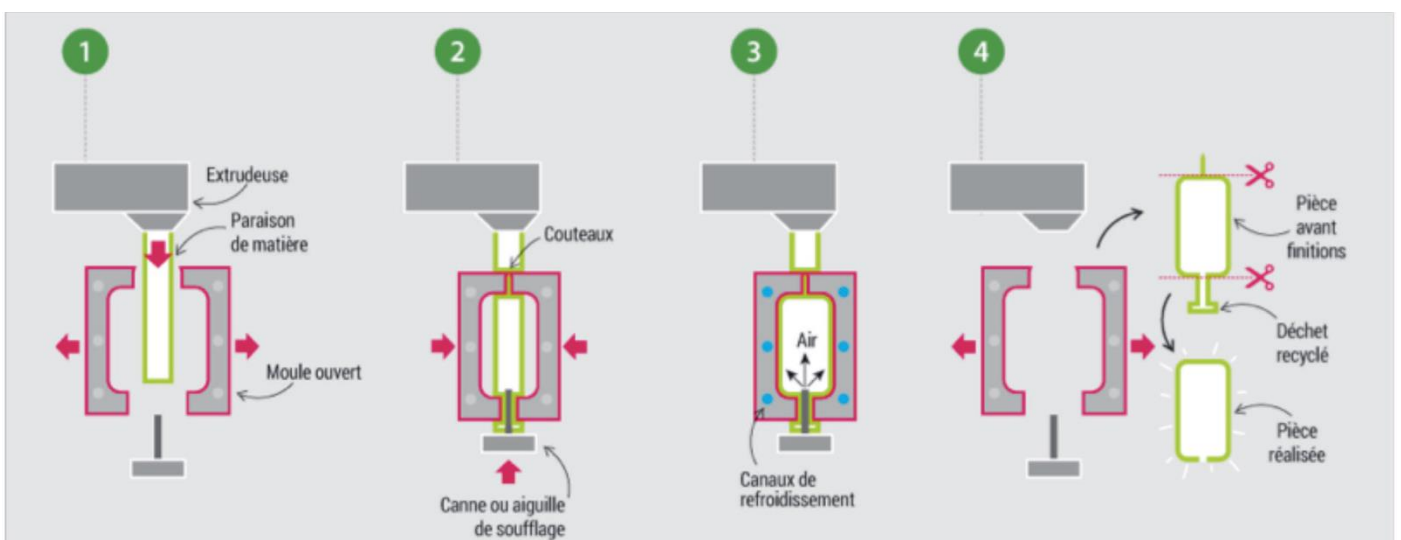 1
2
3
4
Extrudeuse
Paraison
de matière
Moule ouvert
Couteaux
Canne ou aiguille
de soufflage
Air
Canaux de
refroidissement
Pièce
avant
finitions
Déchet
recyclé
Pièce
réalisée